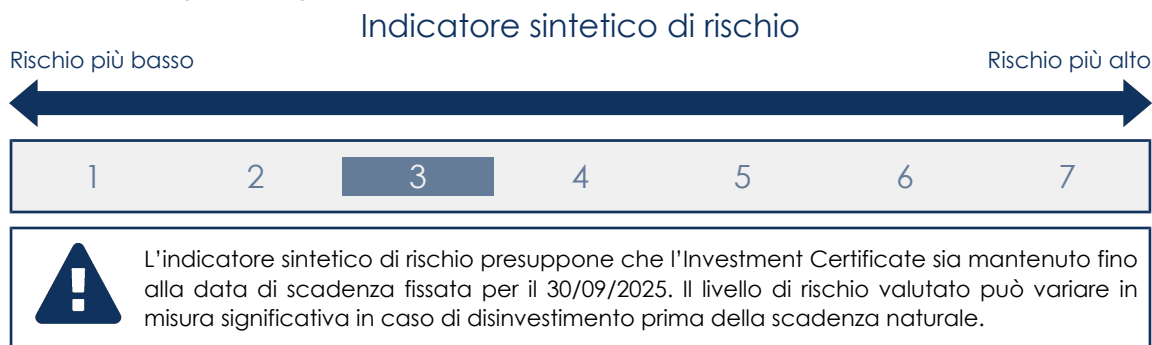 Indicatore sintetico di rischio
Rischio più basso
Rischio più alto
1 2 3 4 5 6 7
L'indicatore sintetico di rischio presuppone che l'Investment Certificate sia mantenuto fino
alla data di scadenza fissata per il 30/09/2025. Il livello di rischio valutato può variare in
misura significativa in caso di disinvestimento prima della scadenza naturale.